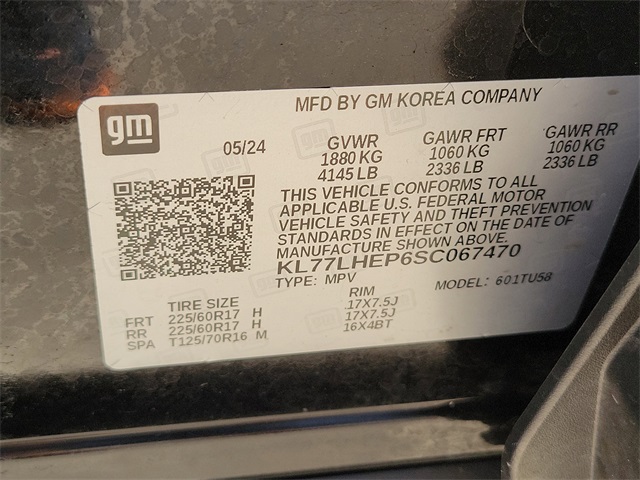 MFD BY GM KOREA COMPANY
gm
05/24
GVWR GAWR FRT GAWR RR
1880 KG 1060 KG 1060 KG
4145 LB 2336 LB 2336 LB
THIS VEHICLE CONFORMS TO ALL
APPLICABLE U.S. FEDERAL MOTOR
VEHICLE SAFETY AND THEFT PREVENTION
STANDARDS IN EFFECT ON THE DATE OF
MANUFACTURE SHOWN ABOVE.
KL77LHEP6SC067470
TYPE: MPV MODEL: 601TU58
TIRE SIZE RIM
FRT 225/60R17 H 17X7.5J
RR 225/60R17 H 17X7.5J
SPA T125/70R16 M 16X4BT